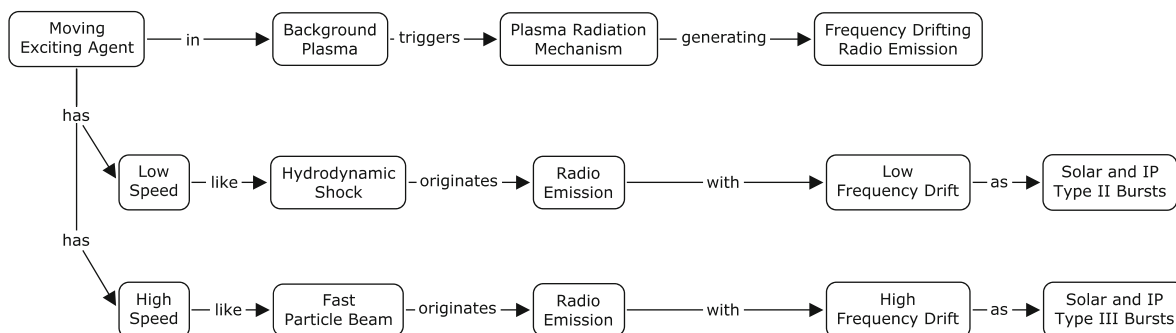 Moving
Exciting Agent
in
Background
Plasma
triggers
Plasma Radiation
Mechanism
generating
Frequency Drifting
Radio Emission
has
Low
Speed
like
Hydrodynamic
Shock
originates
Radio
Emission
with
Low
Frequency Drift
as
Solar and IP
Type II Bursts
has
High
Speed
like
Fast
Particle Beam
originates
Radio
Emission
with
High
Frequency Drift
as
Solar and IP
Type III Bursts